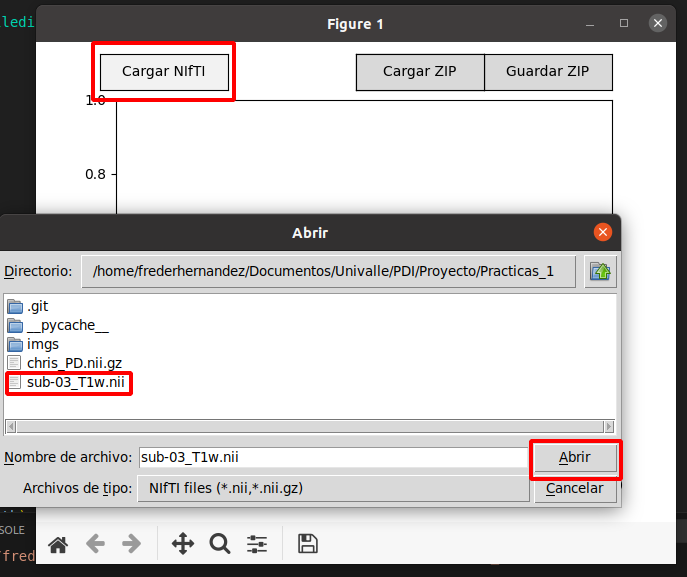 ledi
Figure 1
Cargar NIfTI
Cargar ZIP
Guardar ZIP
1.0
0.8
Abrir
Directorio: /home/frederhernandez/Documentos/Univalle/PDI/Proyecto/Practicas_1
.git
__pycache__
imgs
chris_PD.nii.gz
sub-03_T1w.nii
Nombre de archivo: sub-03_T1w.nii Abrir
Archivos de tipo: NIfTI files (*.nii,*.nii.gz) Cancelar
SOLE
/fred